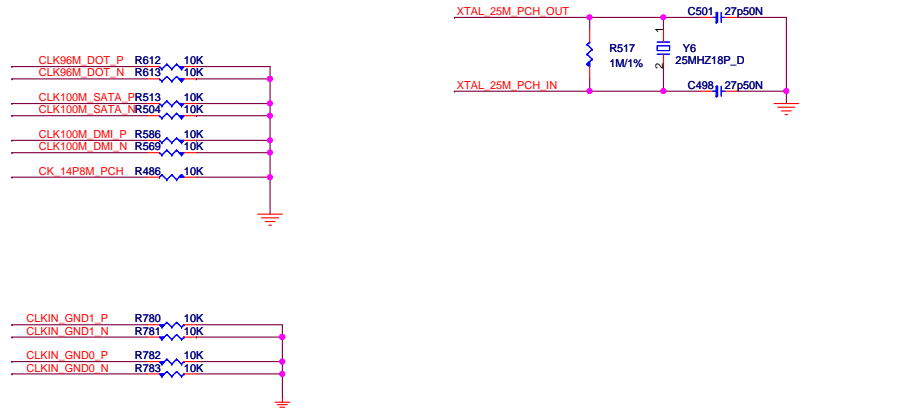 XTAL_25M_PCH_OUT C501 27p50N
1
R517 Y6
1M/1% 25MHZ18P_D
2
XTAL_25M_PCH_IN C498 27p50N
CLK96M_DOT_P R612 10K
CLK96M_DOT_N R613 10K
CLK100M_SATA_P R513 10K
CLK100M_SATA_N R504 10K
CLK100M_DMI_P R586 10K
CLK100M_DMI_N R569 10K
CK_14P8M_PCH R486 10K
CLKIN_GND1_P R780 10K
CLKIN_GND1_N R781 10K
CLKIN_GND0_P R782 10K
CLKIN_GND0_N R783 10K